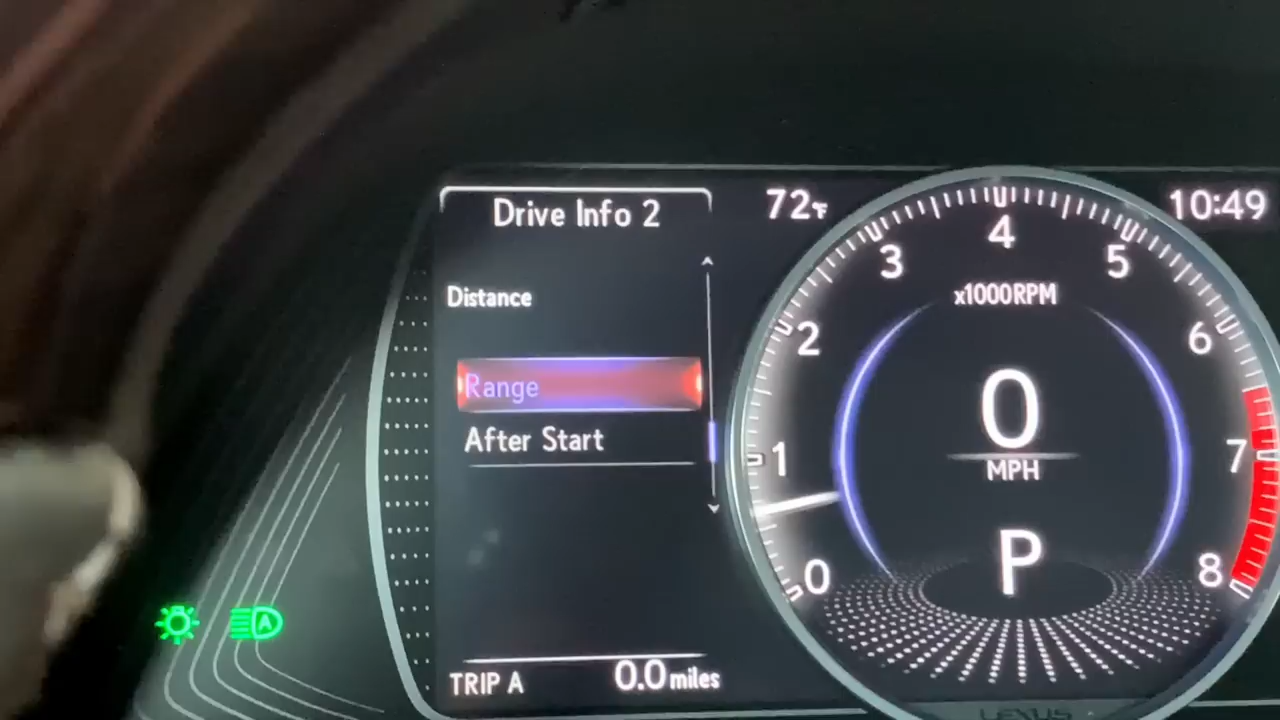 Drive Info 2
72°F
10:49
Distance
Range
After Start
TRIP A
0.0 miles
0
1
2
3
4
5
6
7
8
x1000RPM
0
MPH
P
A
LEXUS